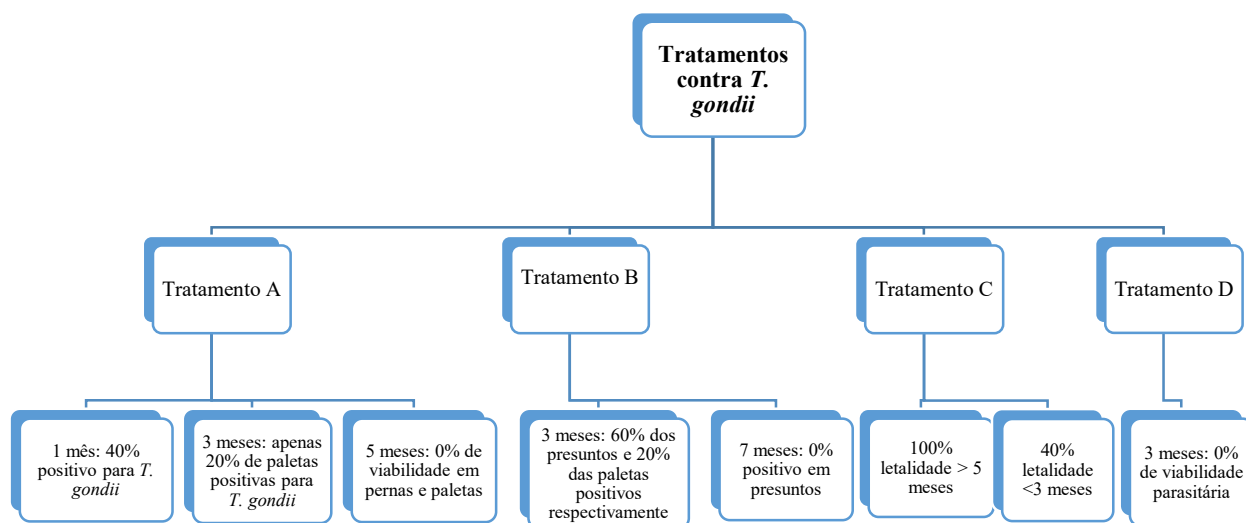 Tratamentos
contra T.
gondii
Tratamento A
Tratamento B
Tratamento C
Tratamento D
1 mês: 40%
positivo para T.
gondii
3 meses: apenas
20% de paletas
positivas para
T. gondii
5 meses: 0% de
viabilidade em
pernas e paletas
3 meses: 60% dos
presuntos e 20%
das paletas
positivos
respectivamente
7 meses: 0%
positivo em
presuntos
100%
letalidade > 5
meses
40%
letalidade
<3 meses
3 meses: 0%
de viabilidade
parasitária